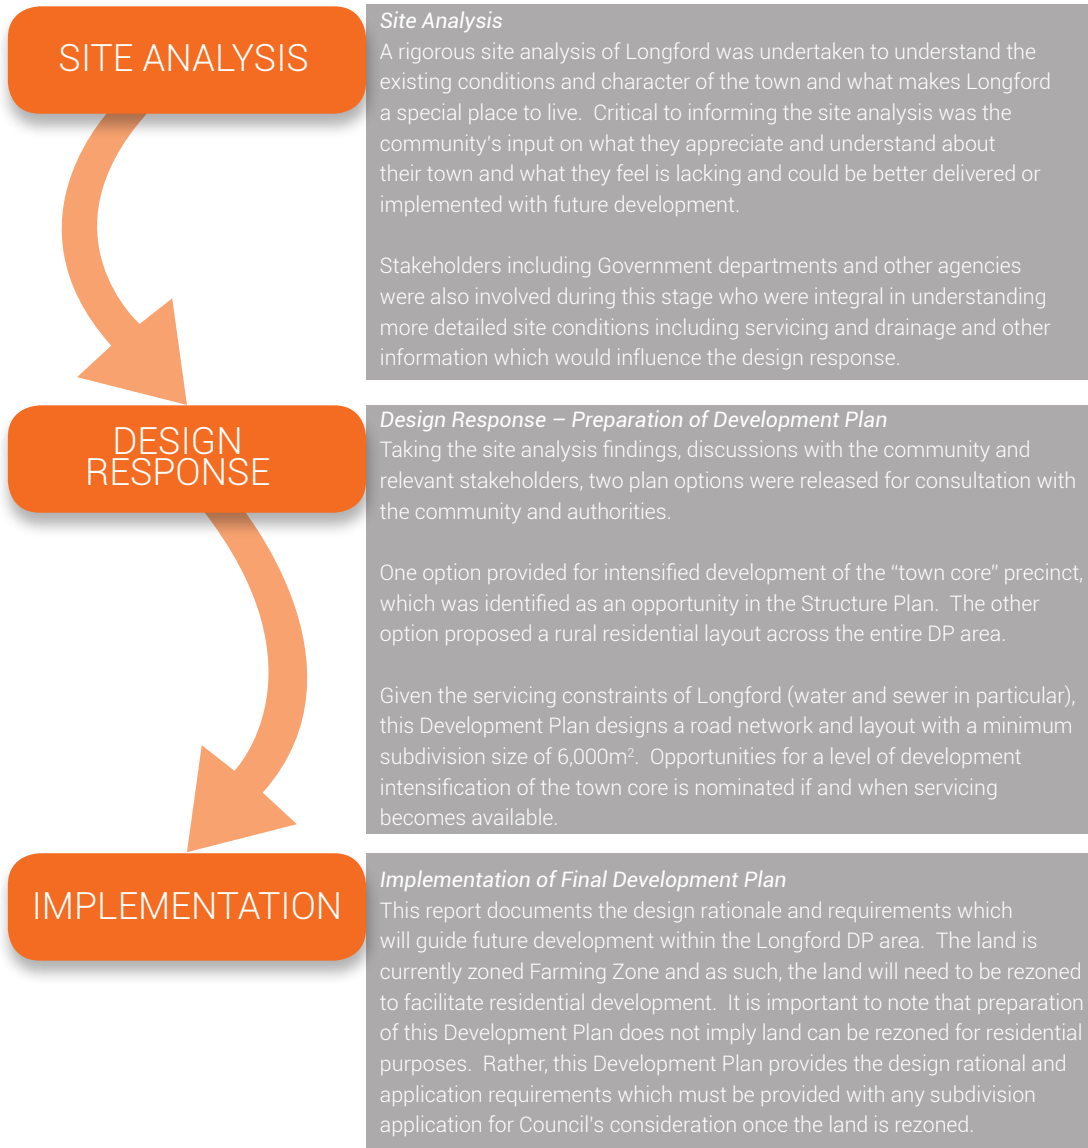 SITE ANALYSIS
Site Analysis
A rigorous site analysis of Longford was undertaken to understand the
existing conditions and character of the town and what makes Longford
a special place to live.  Critical to informing the site analysis was the
community's input on what they appreciate and understand about
their town and what they feel is lacking and could be better delivered or
implemented with future development.
Stakeholders including Government departments and other agencies
were also involved during this stage who were integral in understanding
more detailed site conditions including servicing and drainage and other
information which would influence the design response.
DESIGN
RESPONSE
Design Response – Preparation of Development Plan
Taking the site analysis findings, discussions with the community and
relevant stakeholders, two plan options were released for consultation with
the community and authorities.
One option provided for intensified development of the “town core” precinct,
which was identified as an opportunity in the Structure Plan.  The other
option proposed a rural residential layout across the entire DP area.
Given the servicing constraints of Longford (water and sewer in particular),
this Development Plan designs a road network and layout with a minimum
subdivision size of 6,000m².  Opportunities for a level of development
intensification of the town core is nominated if and when servicing
becomes available.
IMPLEMENTATION
Implementation of Final Development Plan
This report documents the design rationale and requirements which
will guide future development within the Longford DP area.  The land is
currently zoned Farming Zone and as such, the land will need to be rezoned
to facilitate residential development.  It is important to note that preparation
of this Development Plan does not imply land can be rezoned for residential
purposes.  Rather, this Development Plan provides the design rational and
application requirements which must be provided with any subdivision
application for Council's consideration once the land is rezoned.